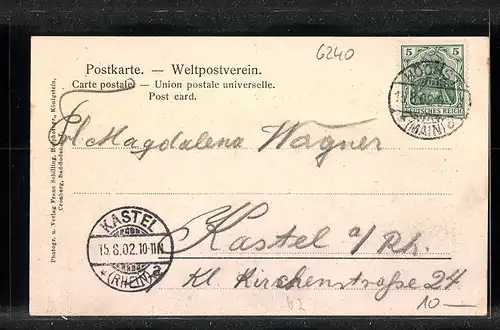 6240
Postkarte. — Weltpostverein.
Carte postale. — Union postale universelle.
Post card.
5 5
DEUTSCHES REICH
(MAIN)
Frl Magdalena Wagner
Photogr. u. Verlag Franz Schilling, Königstein,
Cronberg, Bad-Soden
KASTEL
15.8.02.10-11N
* (RHEIN) a
Kastel a/Rh.
Kl. Kirchenstraße 24
62
10 —